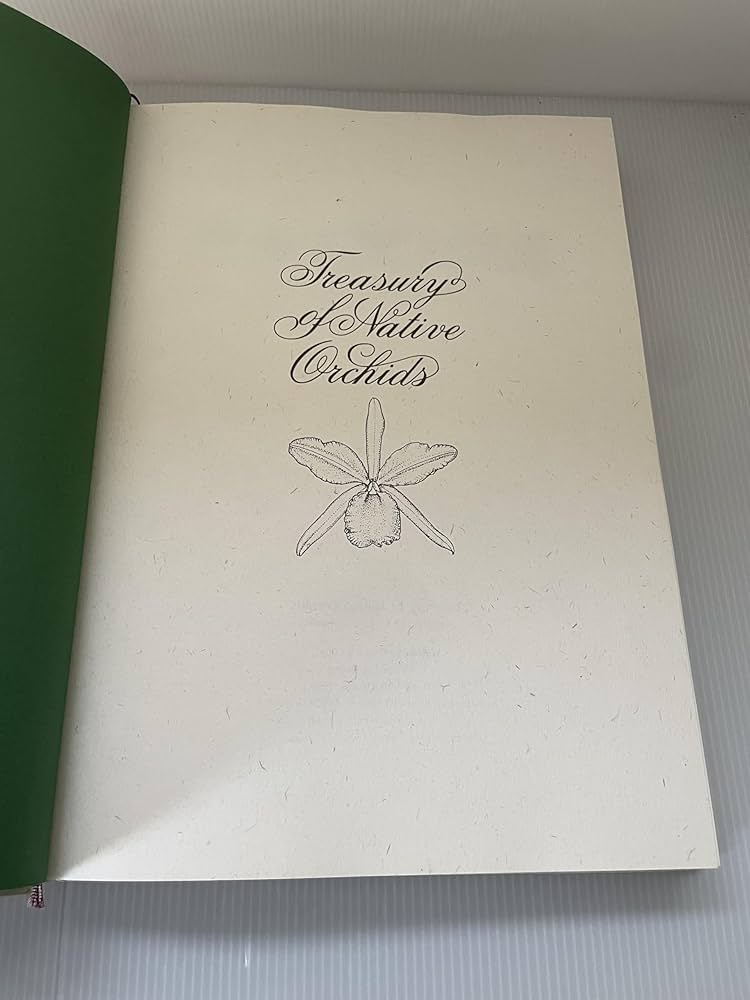 Treasury
of Native
Orchids